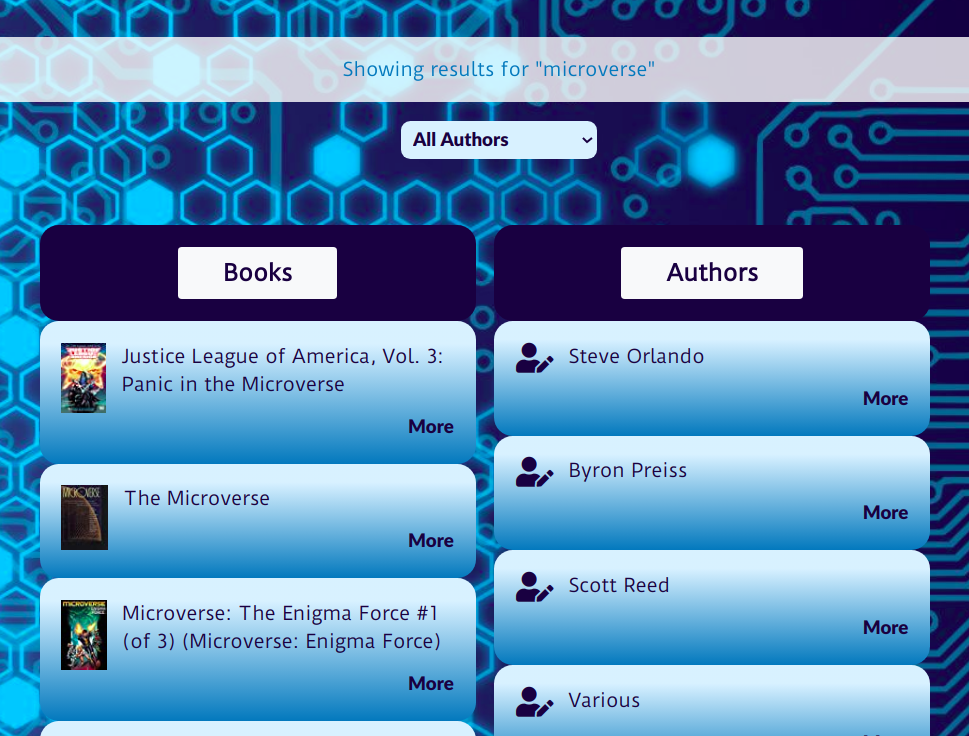 Showing results for "microverse"
All Authors
Books
Justice League of America, Vol. 3:
Panic in the Microverse
More
MICROVERSE
The Microverse
More
MICROVERSE
Microverse: The Enigma Force #1
(of 3) (Microverse: Enigma Force)
More
Authors
Steve Orlando
More
Byron Preiss
More
Scott Reed
More
Various